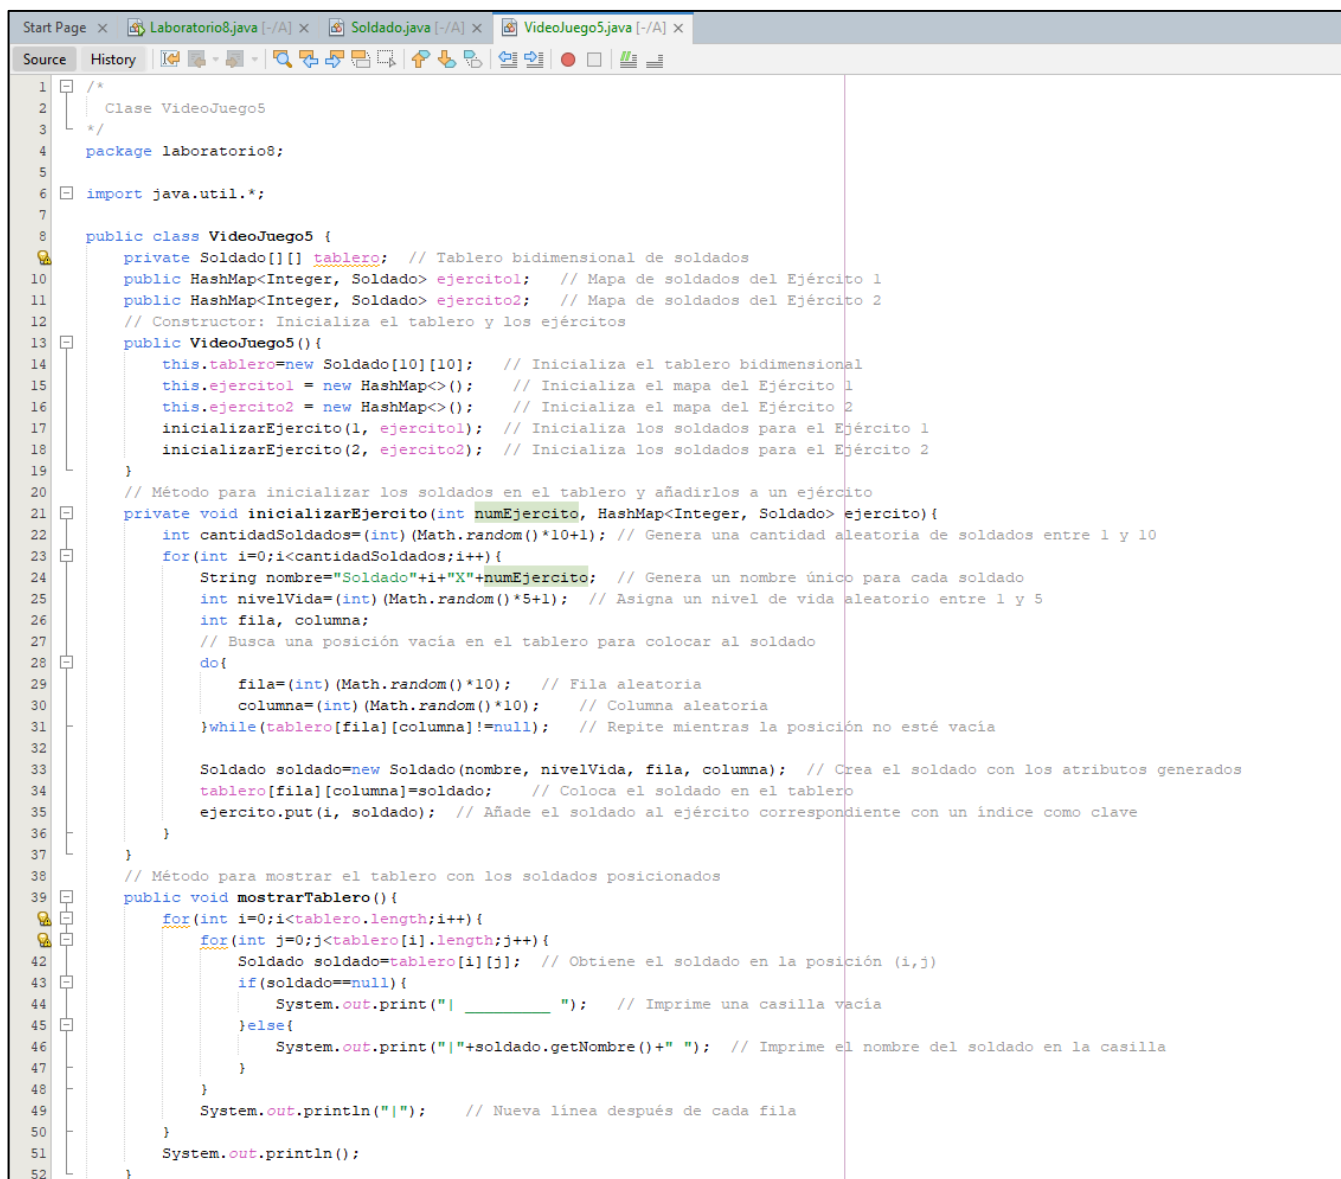 Start Page × Laboratorio8.java [-/A] × Soldado.java [-/A] × VideoJuego5.java [-/A] ×
Source History
1 /*
2   Clase VideoJuego5
3 */
4 package laboratorio8;
5
6 import java.util.*;
7
8 public class VideoJuego5 {
    private Soldado[][] tablero;  // Tablero bidimensional de soldados
10     public HashMap<Integer, Soldado> ejercito1;   // Mapa de soldados del Ejército 1
11     public HashMap<Integer, Soldado> ejercito2;   // Mapa de soldados del Ejército 2
12     // Constructor: Inicializa el tablero y los ejércitos
13     public VideoJuego5(){
14         this.tablero=new Soldado[10][10];   // Inicializa el tablero bidimensional
15         this.ejercito1 = new HashMap<>();    // Inicializa el mapa del Ejército 1
16         this.ejercito2 = new HashMap<>();    // Inicializa el mapa del Ejército 2
17         inicializarEjercito(1, ejercito1);  // Inicializa los soldados para el Ejército 1
18         inicializarEjercito(2, ejercito2);  // Inicializa los soldados para el Ejército 2
19     }
20     // Método para inicializar los soldados en el tablero y añadirlos a un ejército
21     private void inicializarEjercito(int numEjercito, HashMap<Integer, Soldado> ejercito){
22         int cantidadSoldados=(int)(Math.random()*10+1); // Genera una cantidad aleatoria de soldados entre 1 y 10
23         for(int i=0;i<cantidadSoldados;i++){
24             String nombre="Soldado"+i+"X"+numEjercito;  // Genera un nombre único para cada soldado
25             int nivelVida=(int)(Math.random()*5+1);  // Asigna un nivel de vida aleatorio entre 1 y 5
26             int fila, columna;
27             // Busca una posición vacía en el tablero para colocar al soldado
28             do{
29                 fila=(int)(Math.random()*10);   // Fila aleatoria
30                 columna=(int)(Math.random()*10);    // Columna aleatoria
31             }while(tablero[fila][columna]!=null);   // Repite mientras la posición no esté vacía
32
33             Soldado soldado=new Soldado(nombre, nivelVida, fila, columna);  // Crea el soldado con los atributos generados
34             tablero[fila][columna]=soldado;    // Coloca el soldado en el tablero
35             ejercito.put(i, soldado);  // Añade el soldado al ejército correspondiente con un índice como clave
36         }
37     }
38     // Método para mostrar el tablero con los soldados posicionados
39     public void mostrarTablero(){
        for(int i=0;i<tablero.length;i++){
            for(int j=0;j<tablero[i].length;j++){
42                 Soldado soldado=tablero[i][j];  // Obtiene el soldado en la posición (i,j)
43                 if(soldado==null){
44                     System.out.print("| _________ ");   // Imprime una casilla vacía
45                 }else{
46                     System.out.print("|"+soldado.getNombre()+" ");  // Imprime el nombre del soldado en la casilla
47                 }
48             }
49             System.out.println("|");    // Nueva línea después de cada fila
50         }
51         System.out.println();
52     }